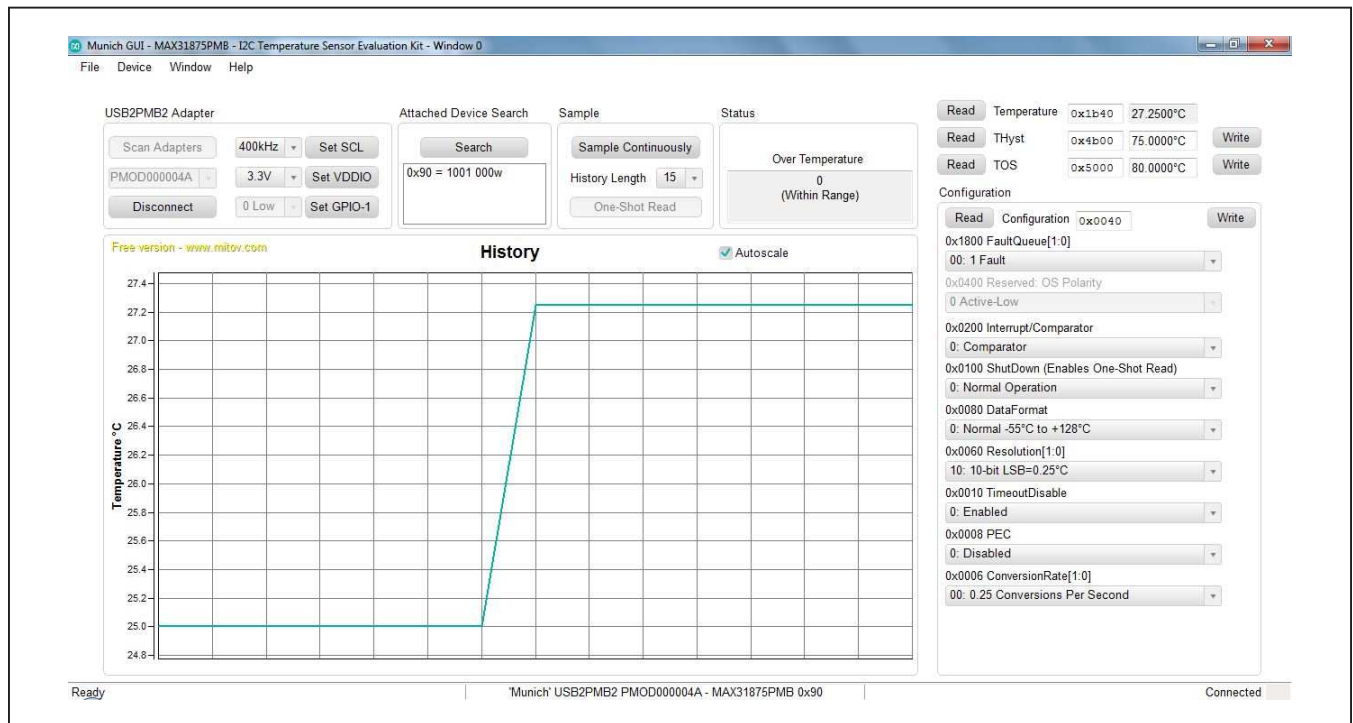 Munich GUI - MAX31875PMB - I2C Temperature Sensor Evaluation Kit - Window 0
File Device Window Help
USB2PMB2 Adapter
Scan Adapters 400kHz Set SCL
PMOD000004A 3.3V Set VDDIO
Disconnect 0 Low Set GPIO-1
Attached Device Search
Search
0x90 = 1001 000w
Sample
Sample Continuously
History Length 15
One-Shot Read
Status
Over Temperature
0
(Within Range)
Read Temperature 0x1b40 27.2500°C
Read THyst 0x4b00 75.0000°C Write
Read TOS 0x5000 80.0000°C Write
Configuration
Read Configuration 0x0040 Write
0x1800 FaultQueue[1:0]
00: 1 Fault
0x0400 Reserved: OS Polarity
0 Active-Low
0x0200 Interrupt/Comparator
0: Comparator
0x0100 ShutDown (Enables One-Shot Read)
0: Normal Operation
0x0080 DataFormat
0: Normal -55°C to +128°C
0x0060 Resolution[1:0]
10: 10-bit LSB=0.25°C
0x0010 TimeoutDisable
0: Enabled
0x0008 PEC
0: Disabled
0x0006 ConversionRate[1:0]
00: 0.25 Conversions Per Second
Free version - www.mitov.com
History
Autoscale
Temperature °C
27.4
27.2
27.0
26.8
26.6
26.4
26.2
26.0
25.8
25.6
25.4
25.2
25.0
24.8
Ready
'Munich' USB2PMB2 PMOD000004A - MAX31875PMB 0x90
Connected